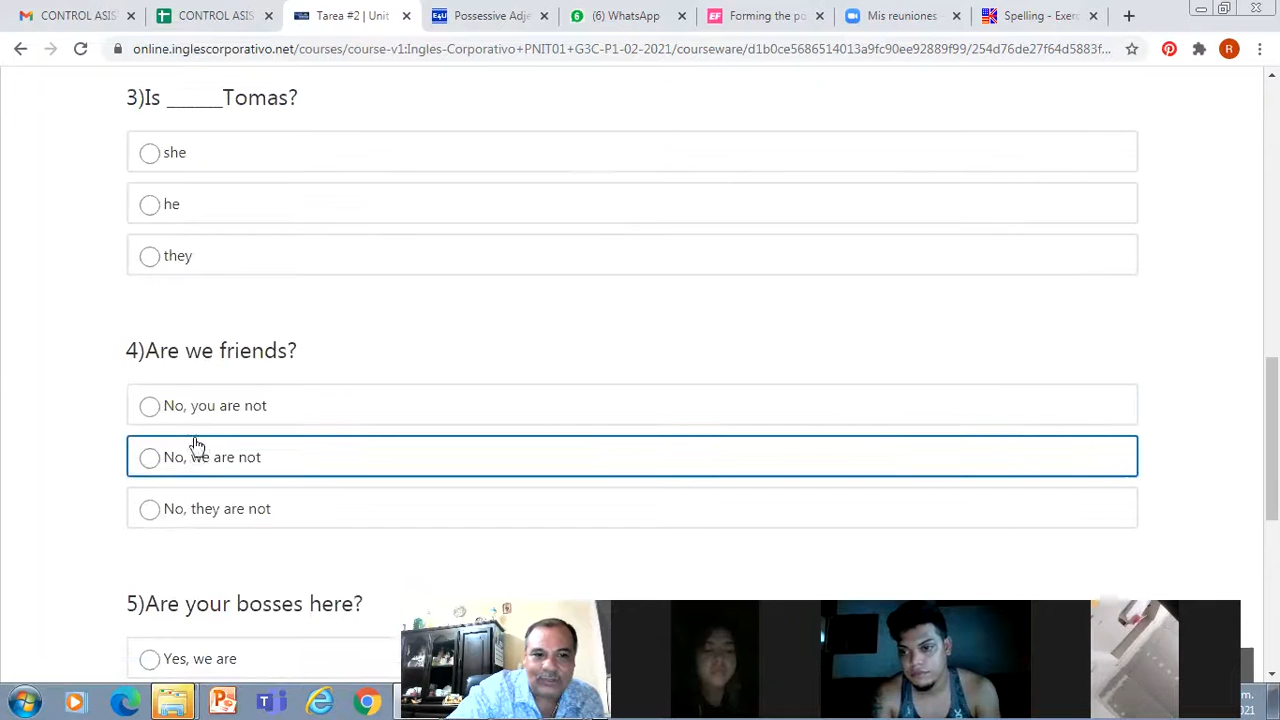 CONTROL ASIS
CONTROL ASIS
Tarea #2 | Unit
Possessive Adje
(6) WhatsApp
Forming the po
Mis reuniones -
Spelling - Exerc
online.inglescorporativo.net/courses/course-v1:Ingles-Corporativo+PNIT01+G3C-P1-02-2021/courseware/d1b0ce5686514013a9fc90ee92889f99/254d76de27f64d5883f...
3)Is ______Tomas?
she
he
they
4)Are we friends?
No, you are not
No, we are not
No, they are not
5)Are your bosses here?
Yes, we are